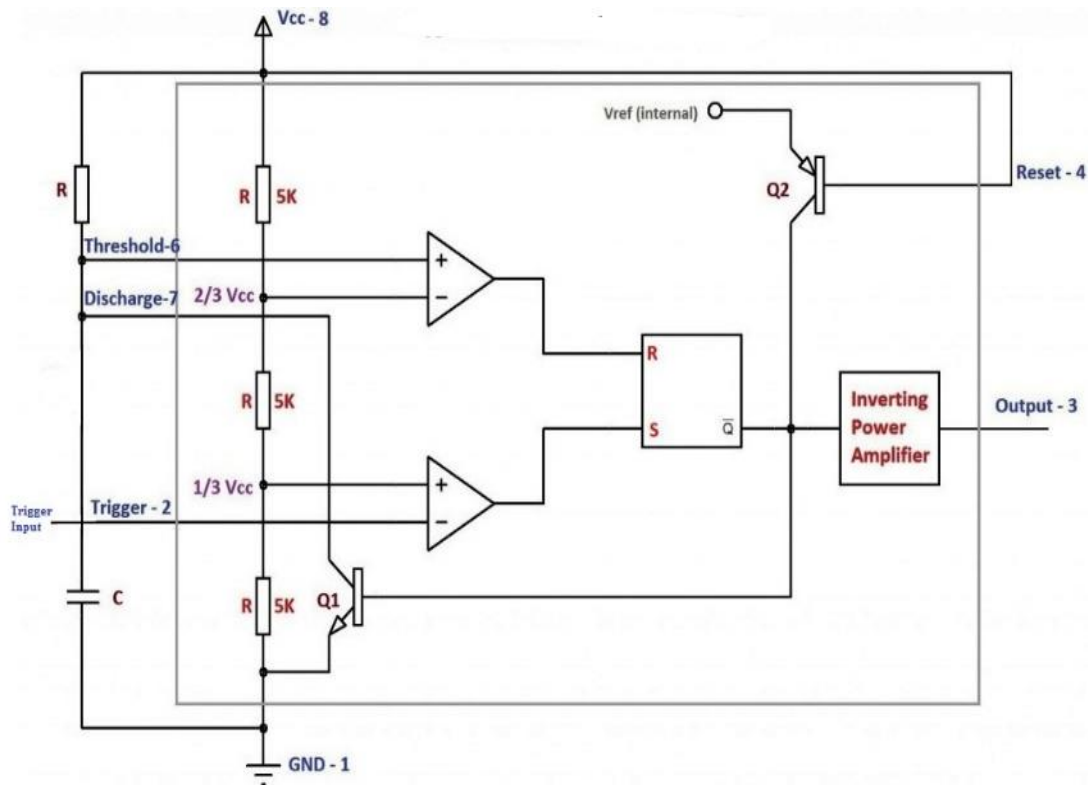 Vcc - 8
Vref (internal)
Reset - 4
Q2
R
R 5K
Threshold-6
+
Discharge-7
2/3 Vcc
−
R
R 5K
Inverting
Power
Amplifier
Output - 3
S
Q̅
1/3 Vcc
+
Trigger
Input
Trigger - 2
−
C
R 5K
Q1
GND - 1